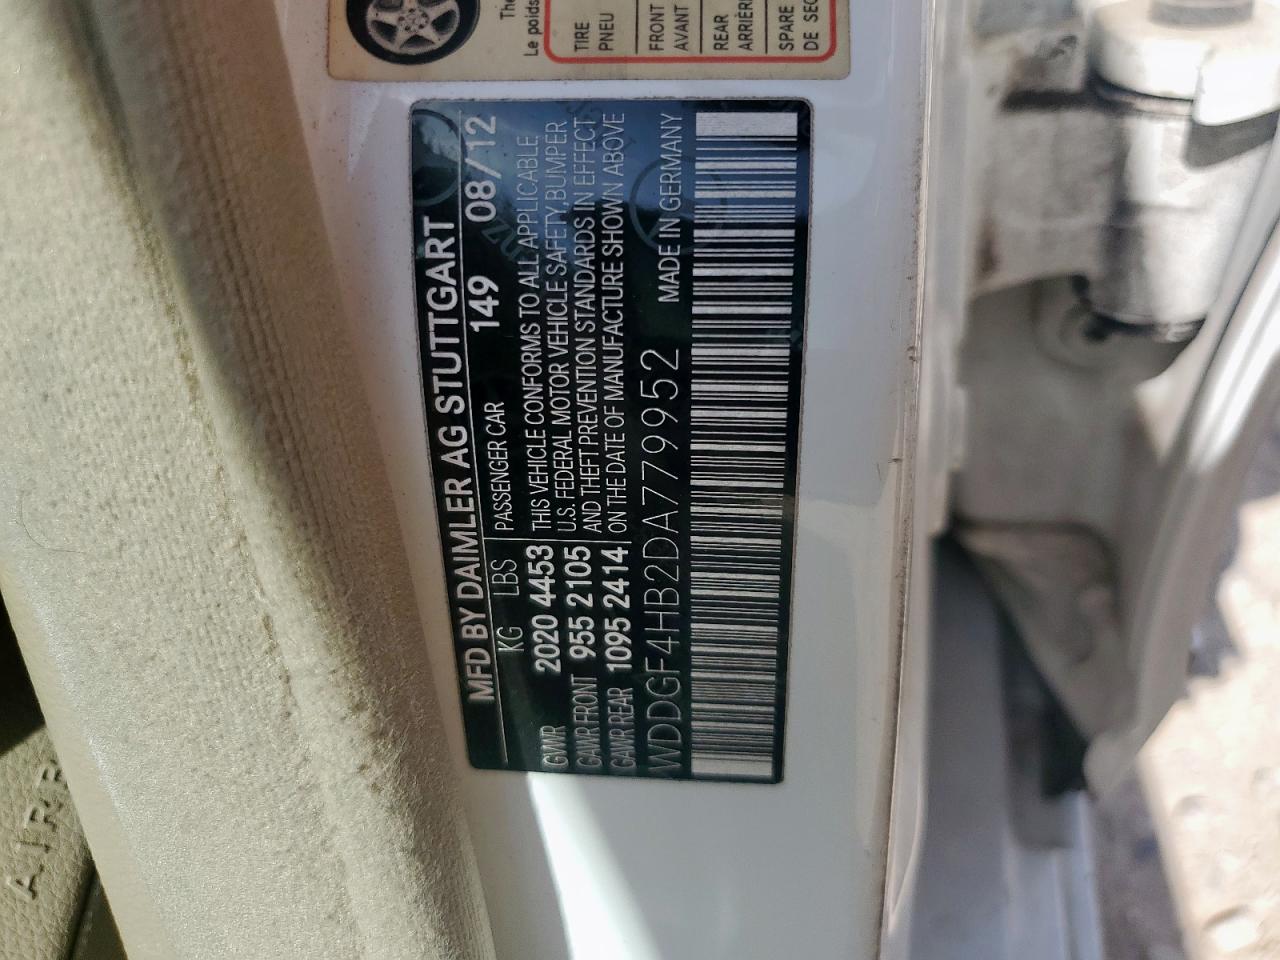 The
Le poids
TIRE
PNEU
FRONT
AVANT
REAR
ARRIÈRE
SPARE
DE SEC
MFD BY DAIMLER AG STUTTGART
KG LBS PASSENGER CAR 149 08/12
GWR 2020 4453 THIS VEHICLE CONFORMS TO ALL APPLICABLE
GAWR FRONT 955 2105 U.S. FEDERAL MOTOR VEHICLE SAFETY, BUMPER
GAWR REAR 1095 2414 AND THEFT PREVENTION STANDARDS IN EFFECT
ON THE DATE OF MANUFACTURE SHOWN ABOVE
WDDGF4HB2DA779952 MADE IN GERMANY
AIRB